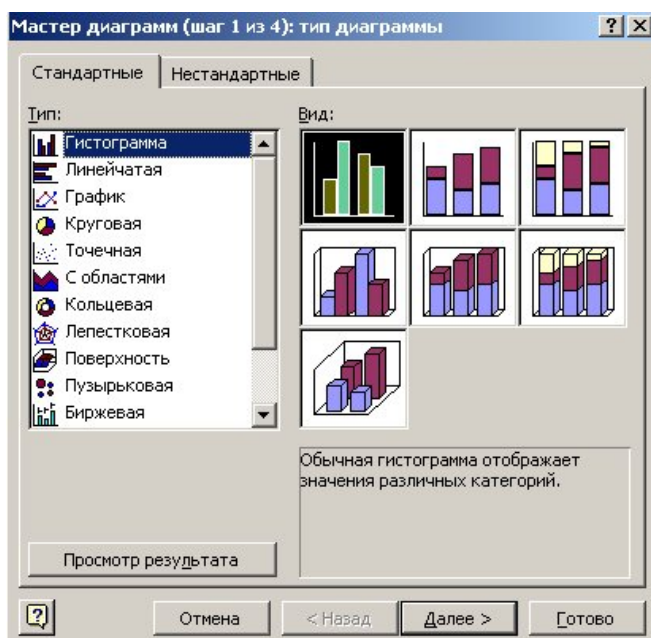 Мастер диаграмм (шаг 1 из 4): тип диаграммы
Стандартные
Нестандартные
Тип:
Гистограмма
Линейчатая
График
Круговая
Точечная
С областями
Кольцевая
Лепестковая
Поверхность
Пузырьковая
Биржевая
Вид:
Обычная гистограмма отображает
значения различных категорий.
Просмотр результата
Отмена
< Назад
Далее >
Готово